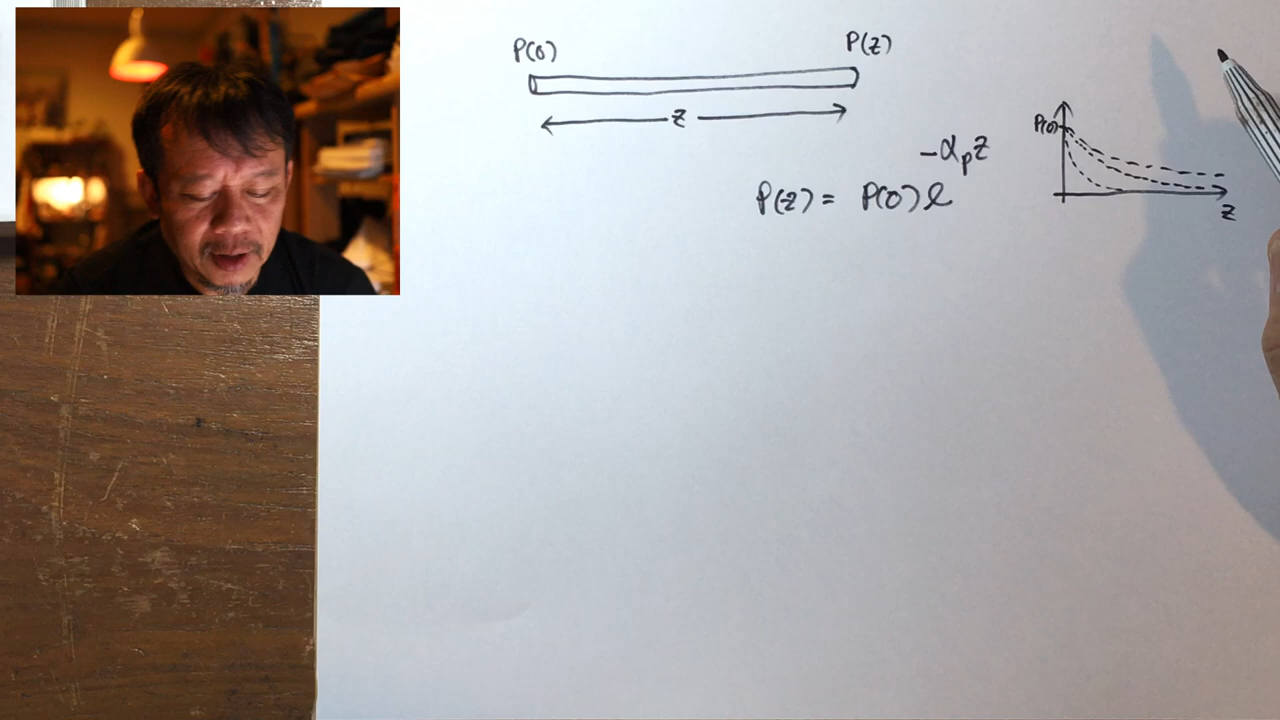 P(0) P(z)
z
P(z) = P(0) e^{-α_p z}
P(0)
z